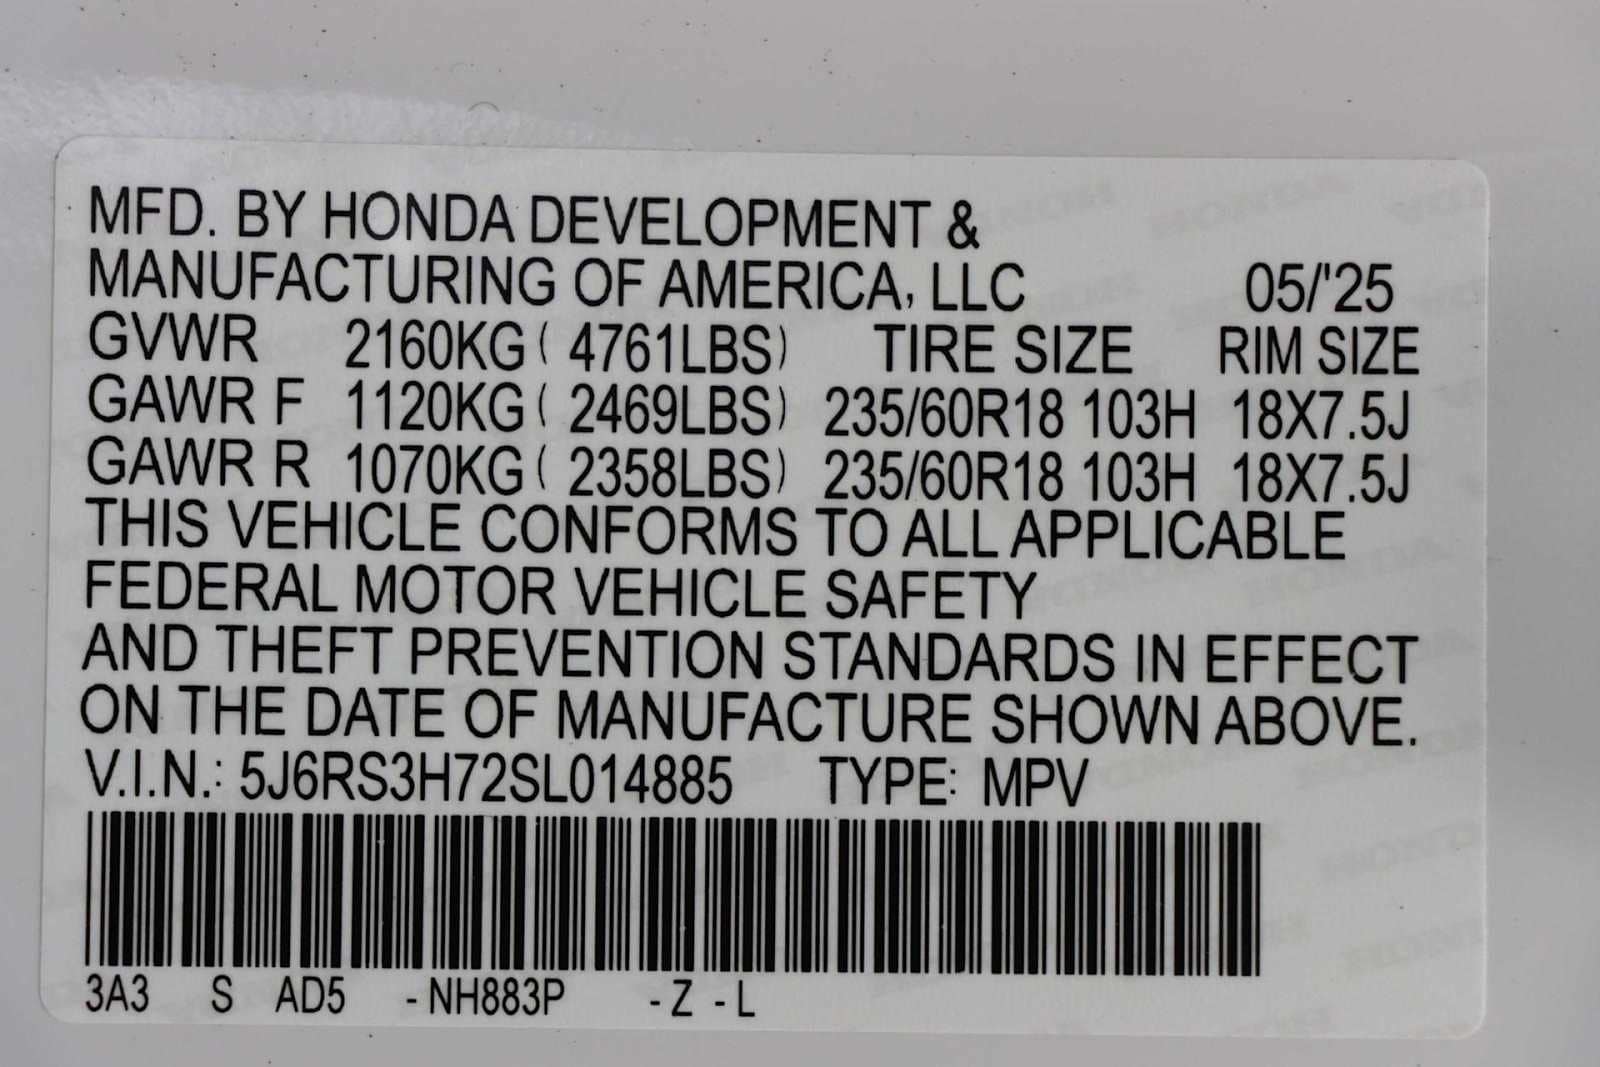 MFD. BY HONDA DEVELOPMENT &
MANUFACTURING OF AMERICA, LLC 05/'25
GVWR 2160KG ( 4761LBS) TIRE SIZE RIM SIZE
GAWR F 1120KG ( 2469LBS) 235/60R18 103H 18X7.5J
GAWR R 1070KG ( 2358LBS) 235/60R18 103H 18X7.5J
THIS VEHICLE CONFORMS TO ALL APPLICABLE
FEDERAL MOTOR VEHICLE SAFETY
AND THEFT PREVENTION STANDARDS IN EFFECT
ON THE DATE OF MANUFACTURE SHOWN ABOVE.
V.I.N.: 5J6RS3H72SL014885 TYPE: MPV
3A3 S AD5 -NH883P -Z -L